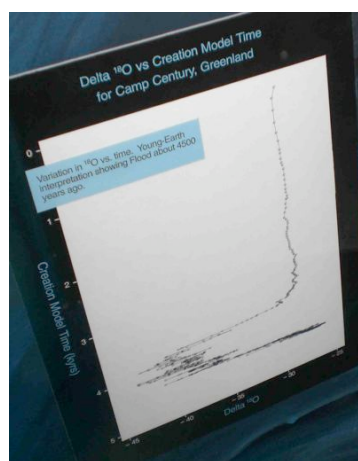 Delta ¹⁸O vs Creation Model Time
for Camp Century, Greenland
Variation in ¹⁸O vs. time. Young-Earth
interpretation showing Flood about 4500
years ago.
Creation Model Time (kyrs)
0
1
2
3
4
5
-45
-40
-35
-30
-25
Delta ¹⁸O